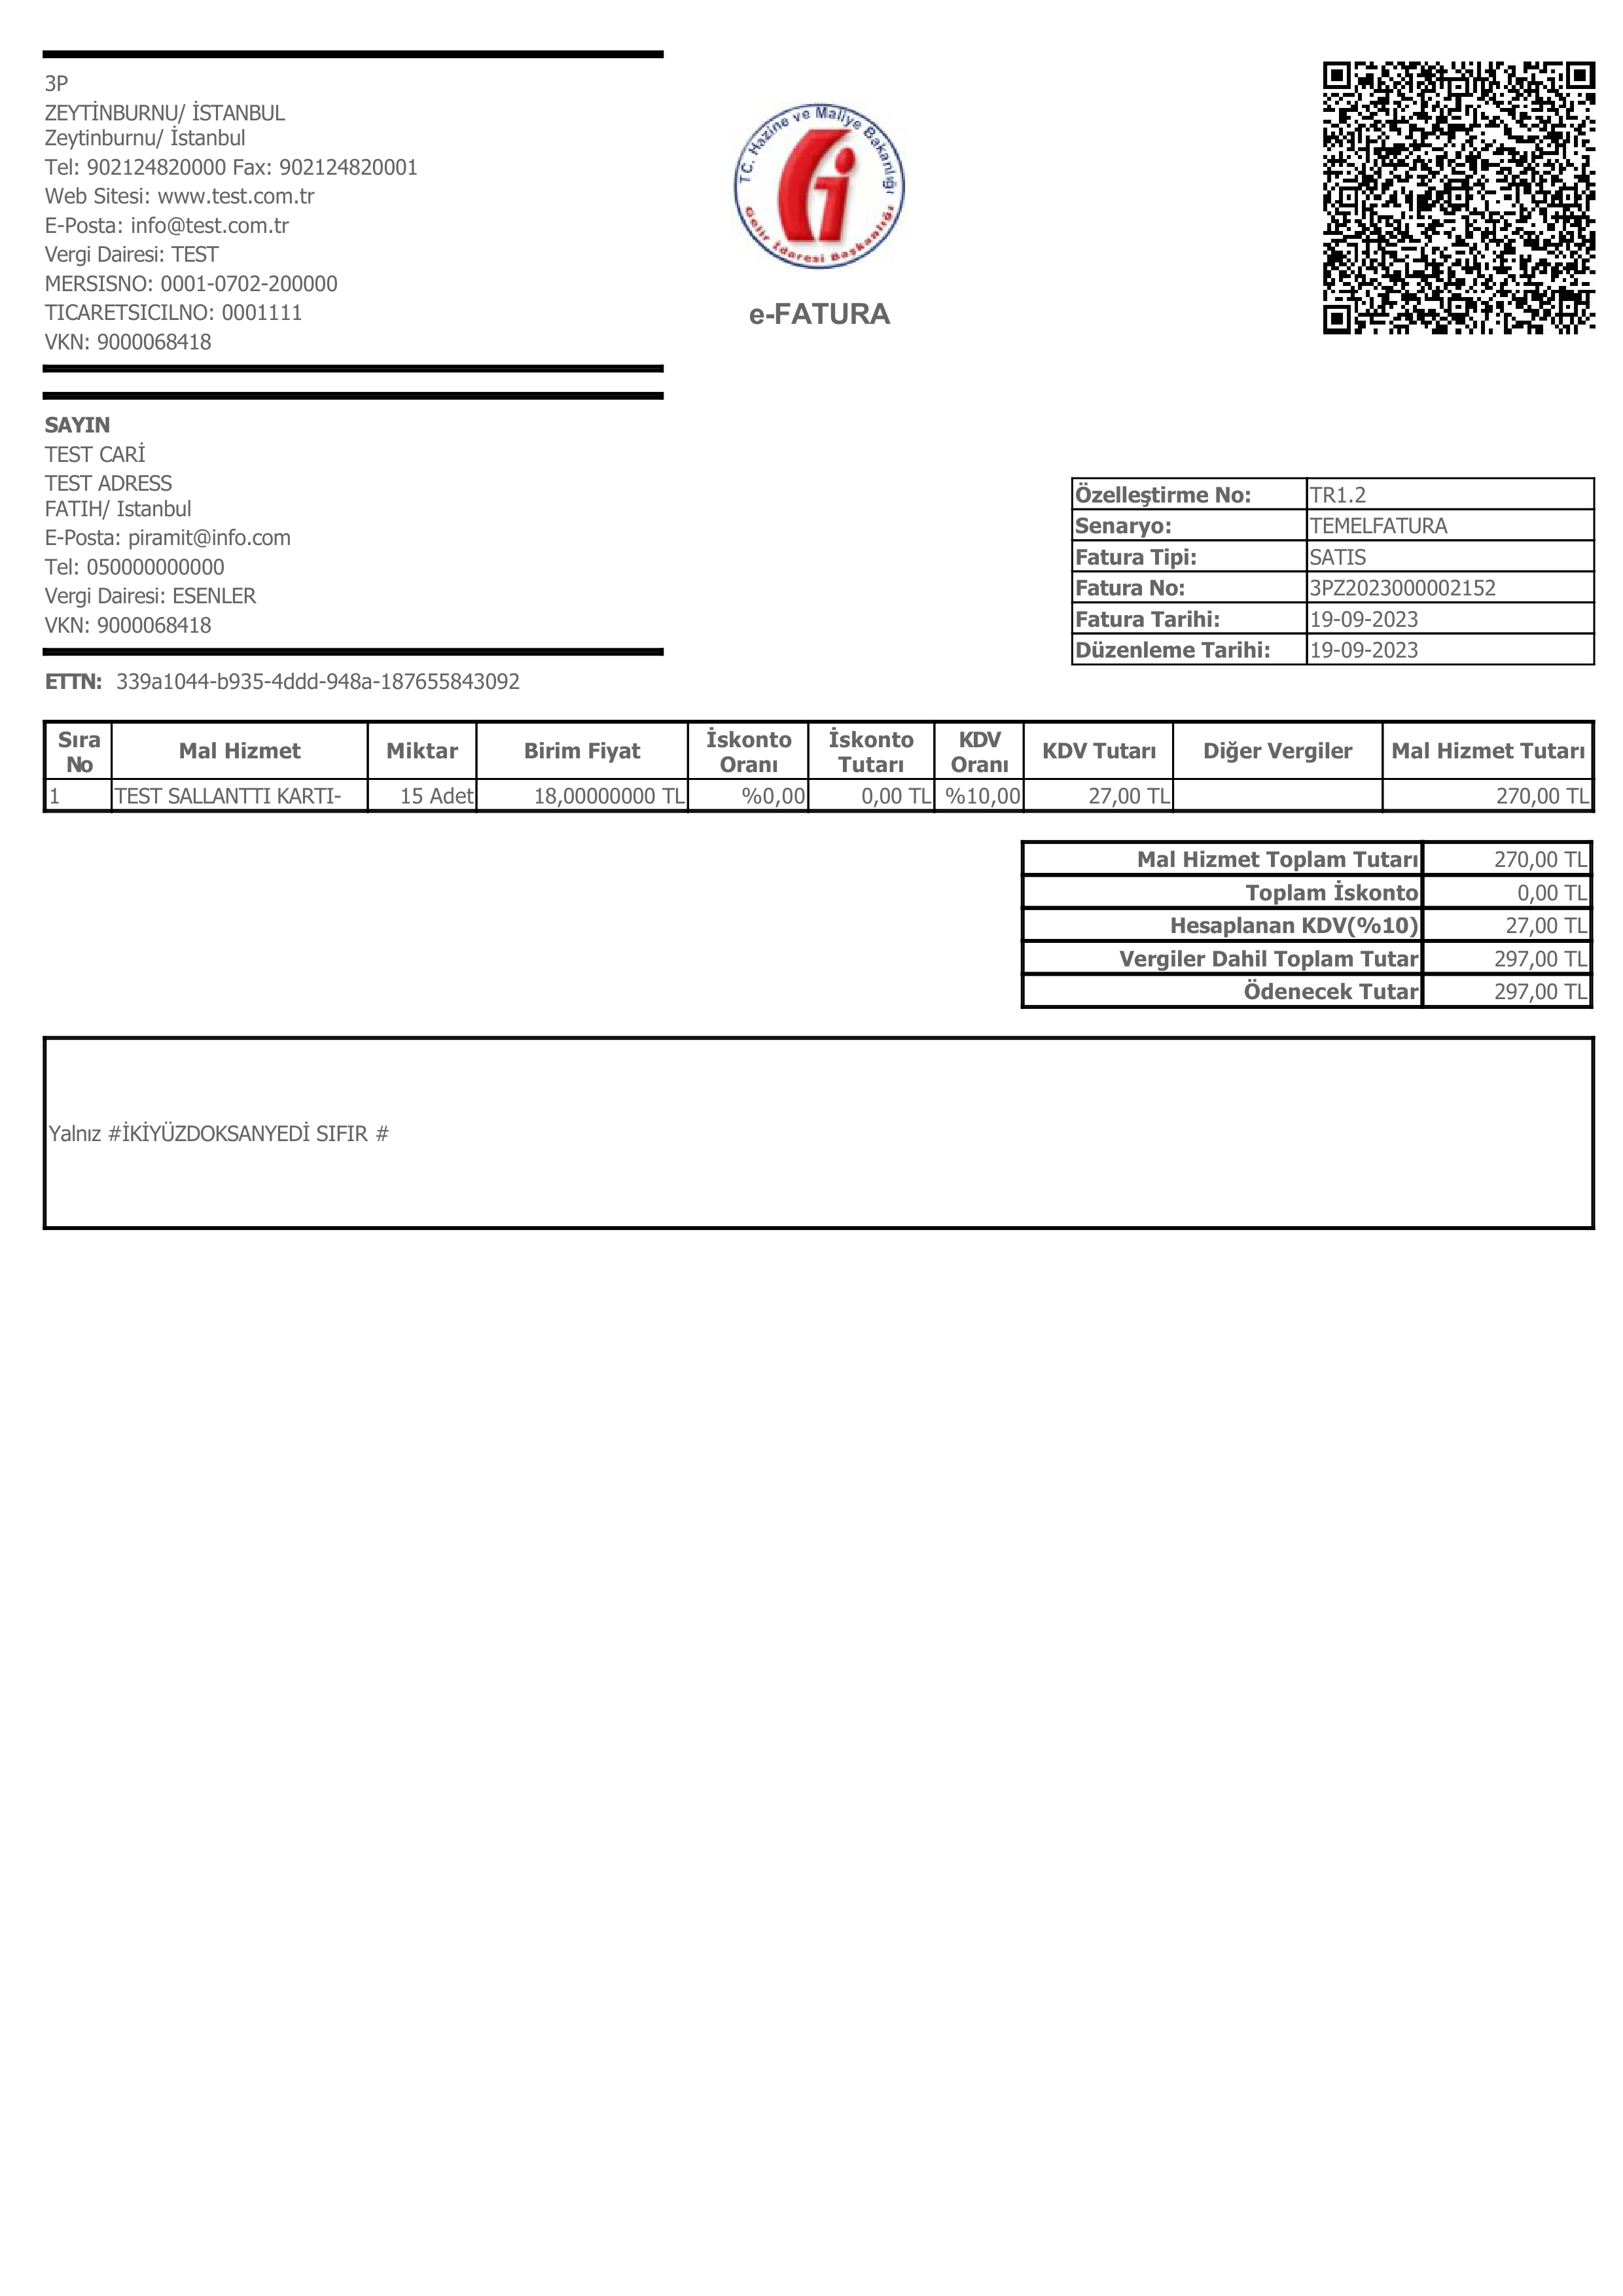 3P
ZEYTİNBURNU/ İSTANBUL
Zeytinburnu/ İstanbul
Tel: 902124820000 Fax: 902124820001
Web Sitesi: www.test.com.tr
E-Posta: info@test.com.tr
Vergi Dairesi: TEST
MERSISNO: 0001-0702-200000
TICARETSICILNO: 0001111
VKN: 9000068418
T.C. Hazine ve Maliye Bakanlığı
Gelir İdaresi Başkanlığı
e-FATURA
SAYIN
TEST CARİ
TEST ADRESS
FATIH/ Istanbul
E-Posta: piramit@info.com
Tel: 050000000000
Vergi Dairesi: ESENLER
VKN: 9000068418
Özelleştirme No: TR1.2
Senaryo: TEMELFATURA
Fatura Tipi: SATIS
Fatura No: 3PZ2023000002152
Fatura Tarihi: 19-09-2023
Düzenleme Tarihi: 19-09-2023
ETTN: 339a1044-b935-4ddd-948a-187655843092
Sıra No Mal Hizmet Miktar Birim Fiyat İskonto Oranı İskonto Tutarı KDV Oranı KDV Tutarı Diğer Vergiler Mal Hizmet Tutarı
1 TEST SALLANTTI KARTI- 15 Adet 18,00000000 TL %0,00 0,00 TL %10,00 27,00 TL 270,00 TL
Mal Hizmet Toplam Tutarı 270,00 TL
Toplam İskonto 0,00 TL
Hesaplanan KDV(%10) 27,00 TL
Vergiler Dahil Toplam Tutar 297,00 TL
Ödenecek Tutar 297,00 TL
Yalnız #İKİYÜZDOKSANYEDİ SIFIR #